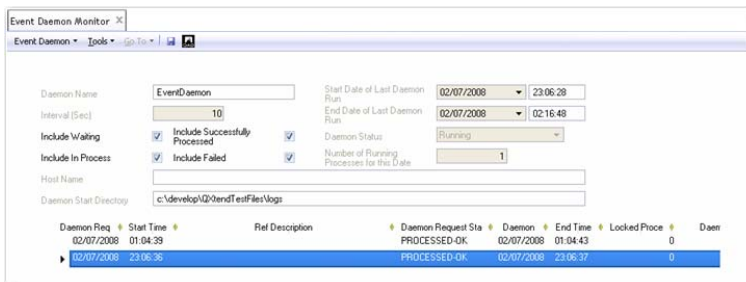 Event Daemon Monitor
Event Daemon Tools Go To
Daemon Name EventDaemon Start Date of Last Daemon Run 02/07/2008 23:06:28
Interval (Sec) 10 End Date of Last Daemon Run 02/07/2008 02:16:48
Include Waiting Include Successfully Processed Daemon Status Running
Include In Process Include Failed Number of Running Processes for this Date 1
Host Name
Daemon Start Directory c:\develop\QXtendTestFiles\logs
Daemon Req Start Time Ref Description Daemon Request Sta Daemon End Time Locked Proce Daem
02/07/2008 01:04:39 PROCESSED-OK 02/07/2008 01:04:43 0
02/07/2008 23:06:36 PROCESSED-OK 02/07/2008 23:06:37 0